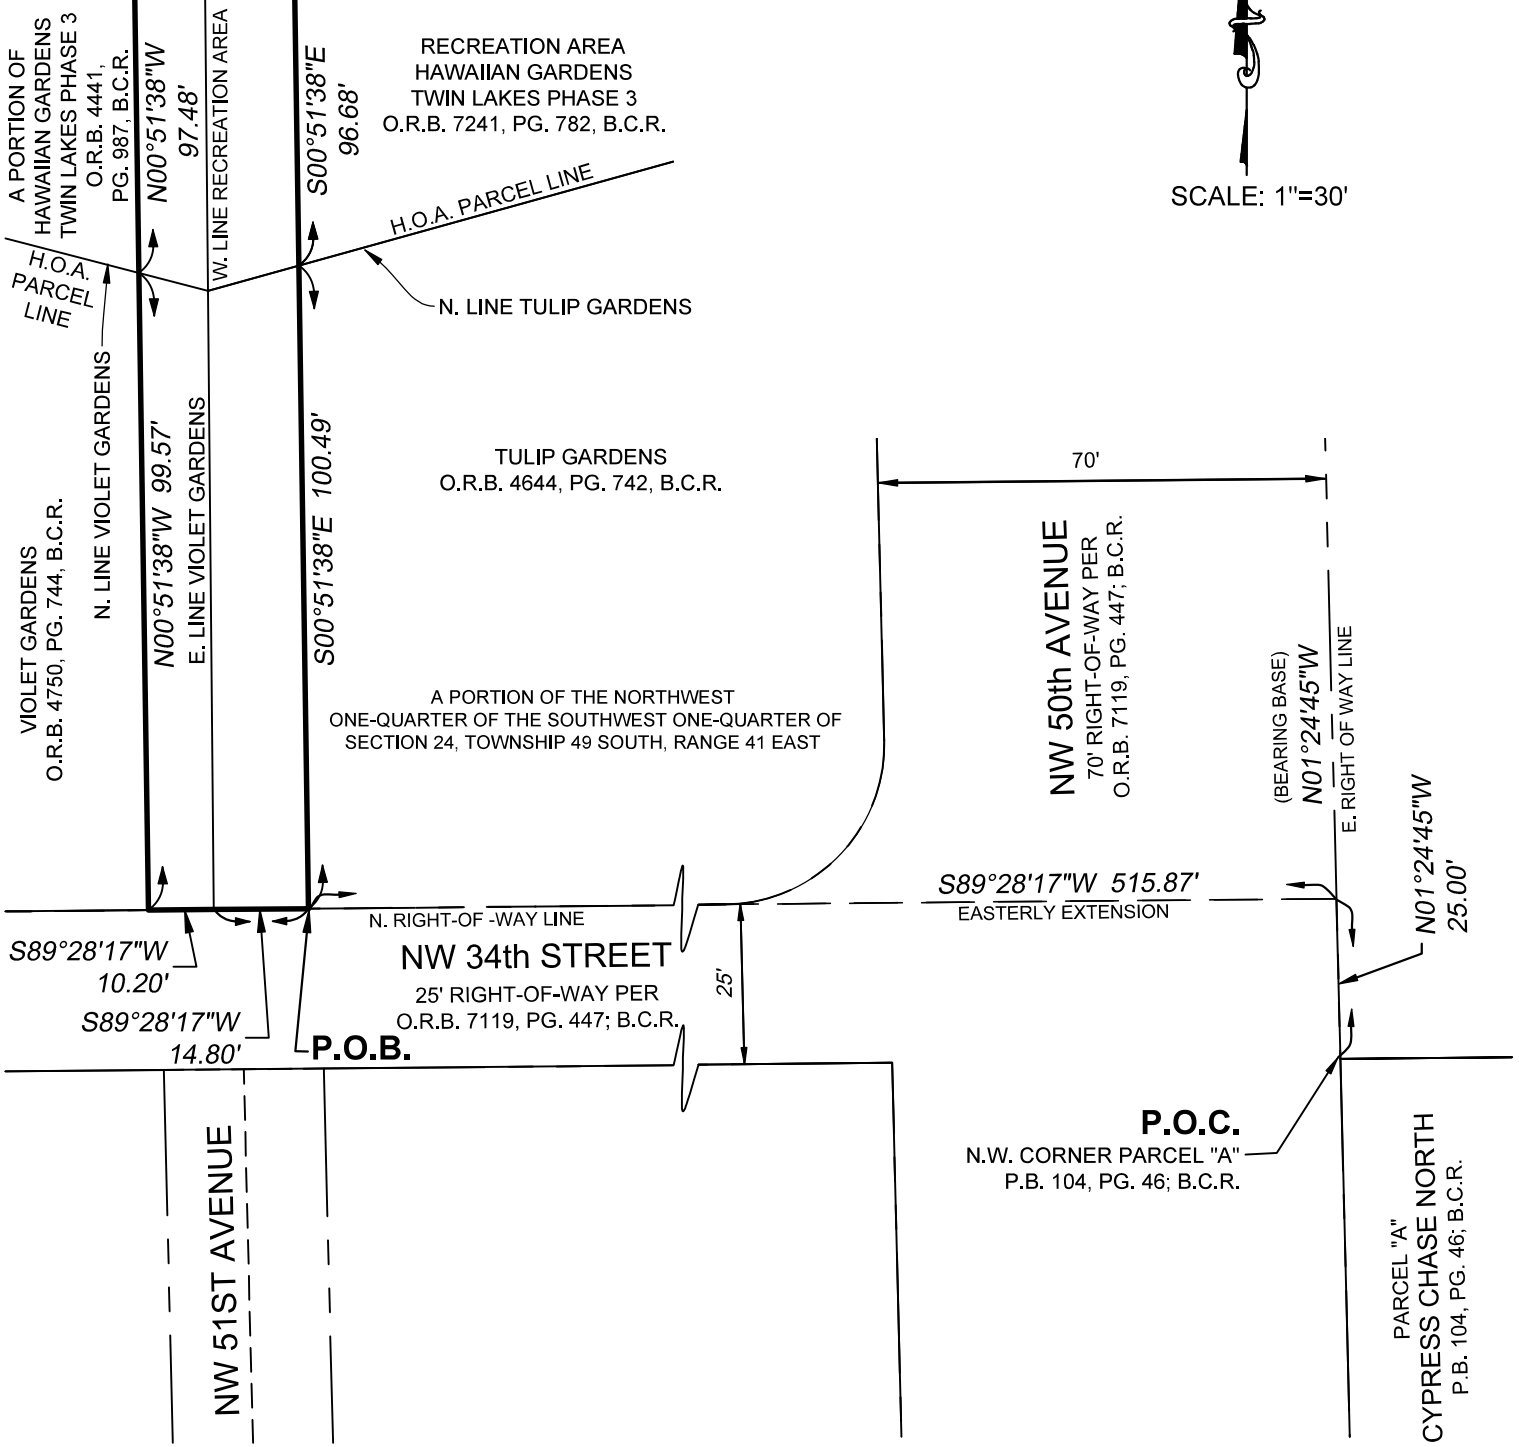 A PORTION OF
HAWAIIAN GARDENS
TWIN LAKES PHASE 3
O.R.B. 4441,
PG. 987, B.C.R.
N00°51'38"W
97.48'
W. LINE RECREATION AREA
S00°51'38"E
96.68'
RECREATION AREA
HAWAIIAN GARDENS
TWIN LAKES PHASE 3
O.R.B. 7241, PG. 782, B.C.R.
SCALE: 1"=30'
H.O.A. PARCEL LINE
H.O.A.
PARCEL
LINE
N. LINE TULIP GARDENS
N. LINE VIOLET GARDENS
VIOLET GARDENS
O.R.B. 4750, PG. 744, B.C.R.
N00°51'38"W 99.57'
E. LINE VIOLET GARDENS
S00°51'38"E 100.49'
TULIP GARDENS
O.R.B. 4644, PG. 742, B.C.R.
70'
NW 50th AVENUE
70' RIGHT-OF-WAY PER
O.R.B. 7119, PG. 447; B.C.R.
(BEARING BASE)
N01°24'45"W
E. RIGHT OF WAY LINE
A PORTION OF THE NORTHWEST
ONE-QUARTER OF THE SOUTHWEST ONE-QUARTER OF
SECTION 24, TOWNSHIP 49 SOUTH, RANGE 41 EAST
N01°24'45"W
25.00'
S89°28'17"W 515.87'
EASTERLY EXTENSION
N. RIGHT-OF -WAY LINE
NW 34th STREET
25' RIGHT-OF-WAY PER
O.R.B. 7119, PG. 447; B.C.R.
25'
S89°28'17"W
10.20'
S89°28'17"W
14.80'
P.O.B.
P.O.C.
N.W. CORNER PARCEL "A"
P.B. 104, PG. 46; B.C.R.
NW 51ST AVENUE
PARCEL "A"
CYPRESS CHASE NORTH
P.B. 104, PG. 46; B.C.R.